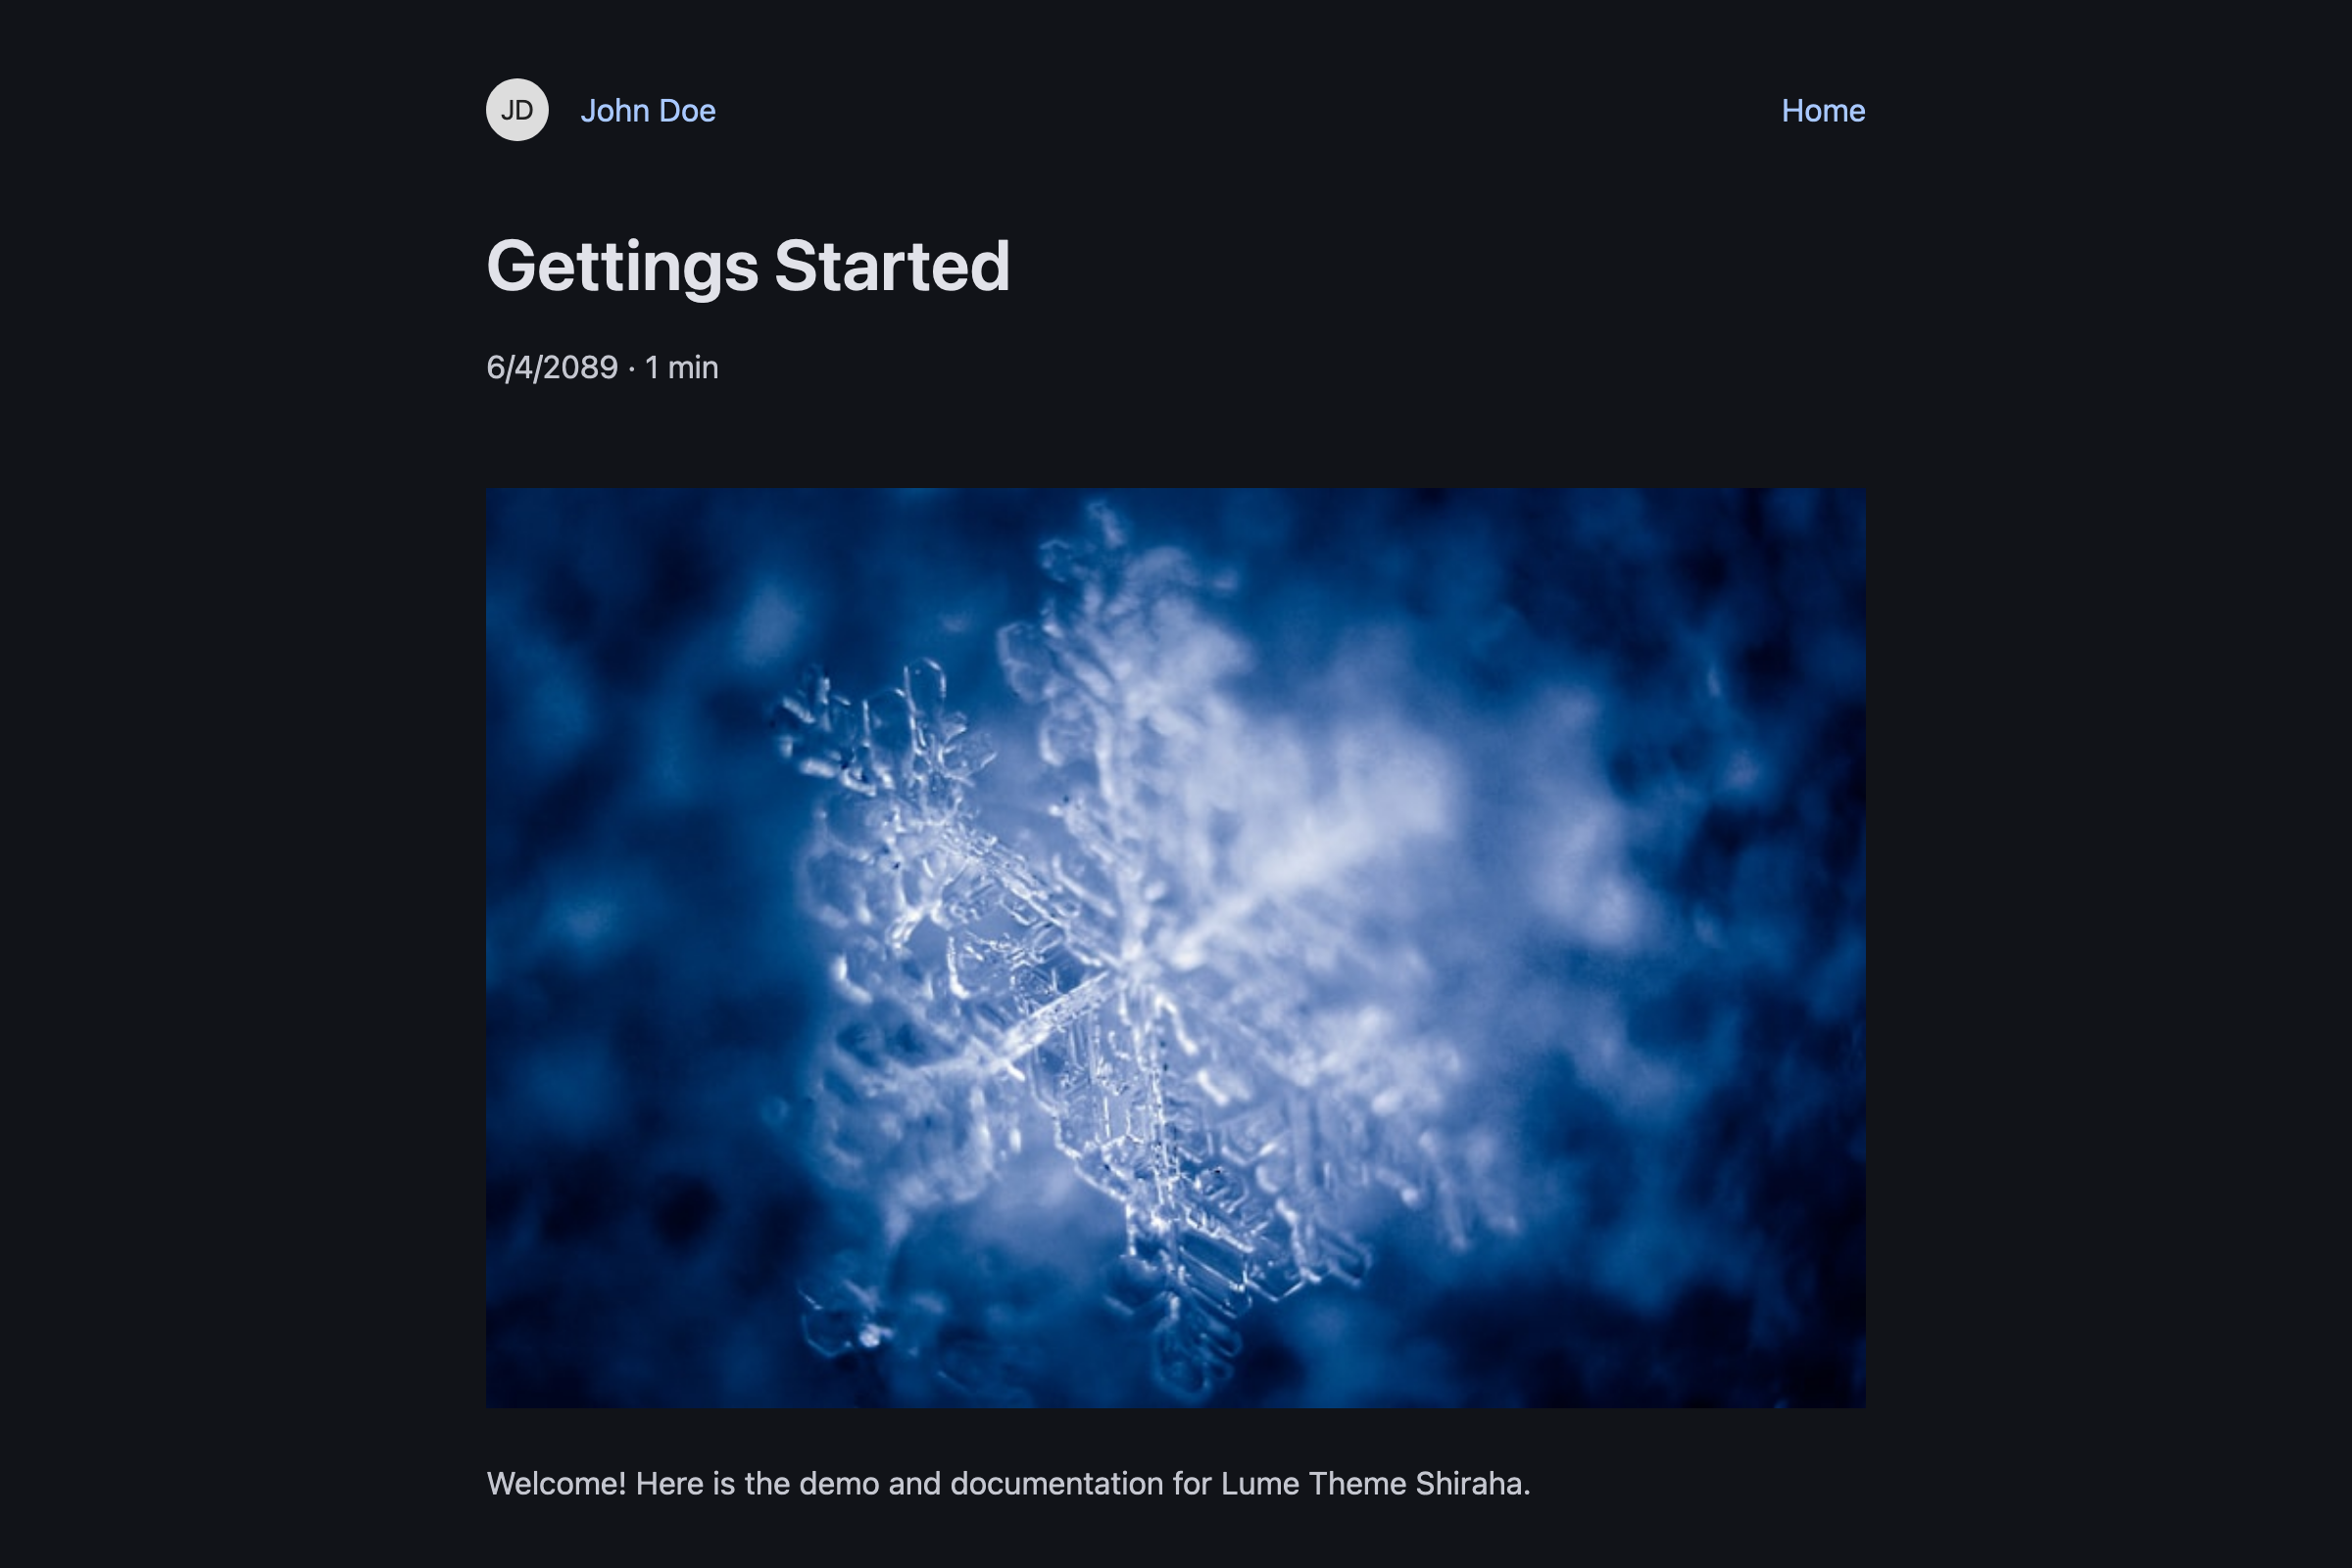 JD John Doe Home
Gettings Started
6/4/2089 · 1 min
Welcome! Here is the demo and documentation for Lume Theme Shiraha.